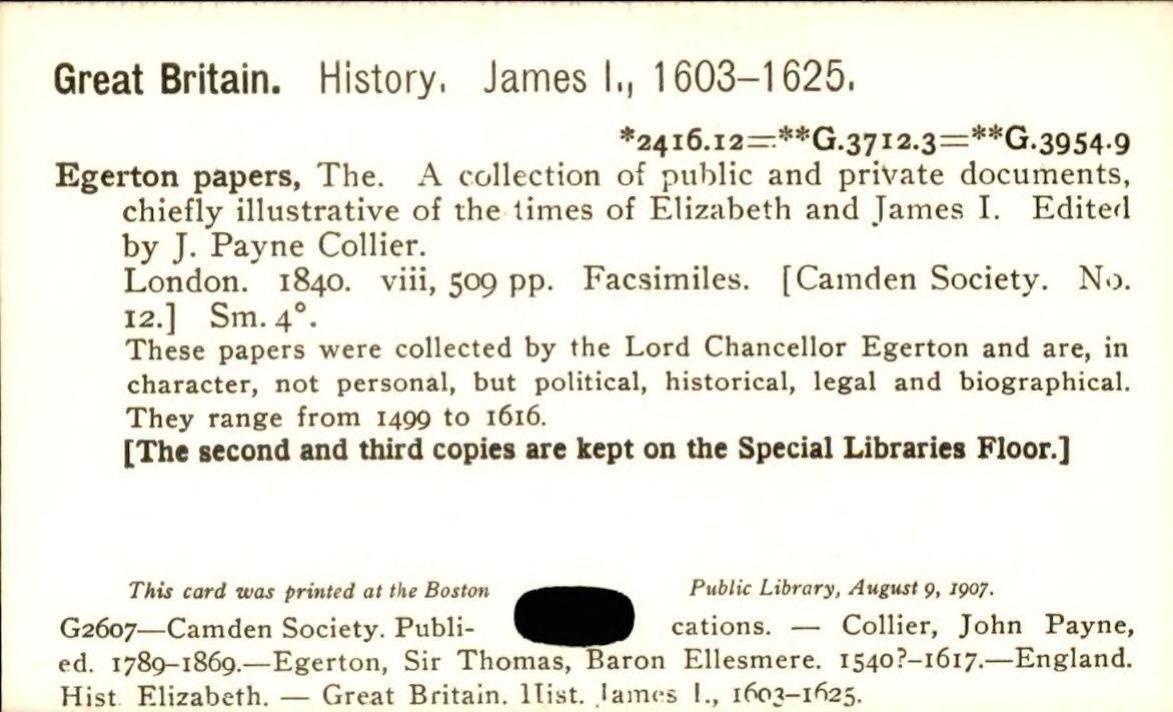 Great Britain. History. James I., 1603–1625.
*2416.12=**G.3712.3=**G.3954.9
Egerton papers, The. A collection of public and private documents,
chiefly illustrative of the times of Elizabeth and James I. Edited
by J. Payne Collier.
London. 1840. viii, 509 pp. Facsimiles. [Camden Society. No.
12.] Sm. 4°.
These papers were collected by the Lord Chancellor Egerton and are, in
character, not personal, but political, historical, legal and biographical.
They range from 1499 to 1616.
[The second and third copies are kept on the Special Libraries Floor.]
This card was printed at the Boston Public Library, August 9, 1907.
G2607—Camden Society. Publi- cations. — Collier, John Payne,
ed. 1789–1869.—Egerton, Sir Thomas, Baron Ellesmere. 1540?–1617.—England.
Hist. Elizabeth. — Great Britain. Hist. James I., 1603–1625.